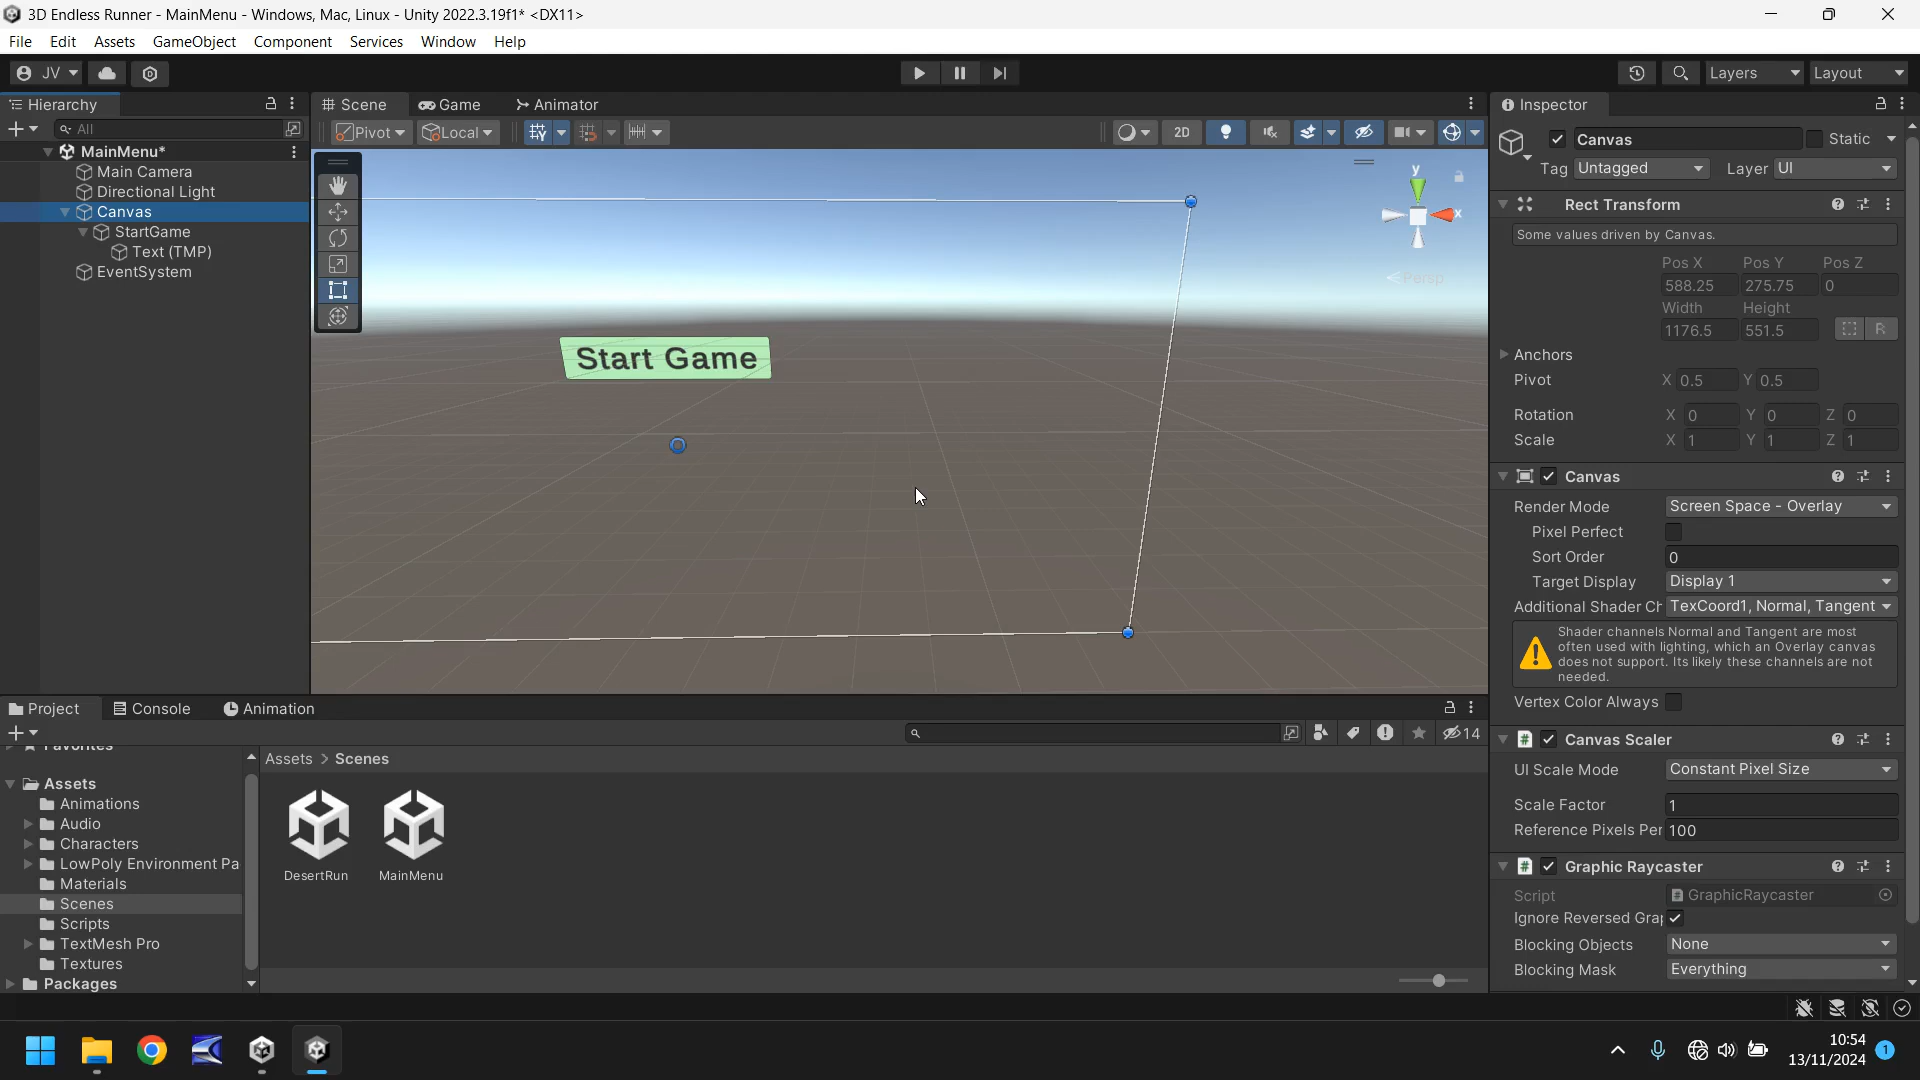 3D Endless Runner - MainMenu - Windows, Mac, Linux - Unity 2022.3.19f1* <DX11>
File Edit Assets GameObject Component Services Window Help
JV Layers Layout
Hierarchy Scene Game Animator Inspector
All Pivot Local 2D
MainMenu*
Main Camera
Directional Light
Canvas
StartGame
Text (TMP)
EventSystem
y
x
Persp
Start Game
Canvas Static
Tag Untagged Layer UI
Rect Transform
Some values driven by Canvas.
Pos X Pos Y Pos Z
588.25 275.75 0
Width Height
1176.5 551.5 R
Anchors
Pivot X 0.5 Y 0.5
Rotation X 0 Y 0 Z 0
Scale X 1 Y 1 Z 1
Canvas
Render Mode Screen Space - Overlay
Pixel Perfect
Sort Order 0
Target Display Display 1
Additional Shader Ch TexCoord1, Normal, Tangent
Shader channels Normal and Tangent are most
often used with lighting, which an Overlay canvas
does not support. Its likely these channels are not
needed.
Vertex Color Always
Canvas Scaler
UI Scale Mode Constant Pixel Size
Scale Factor 1
Reference Pixels Per 100
Graphic Raycaster
Script GraphicRaycaster
Ignore Reversed Grap
Blocking Objects None
Blocking Mask Everything
Project Console Animation
14
Favorites
Assets
Animations
Audio
Characters
LowPoly Environment Pa
Materials
Scenes
Scripts
TextMesh Pro
Textures
Packages
Assets > Scenes
DesertRun MainMenu
10:54
13/11/2024 1